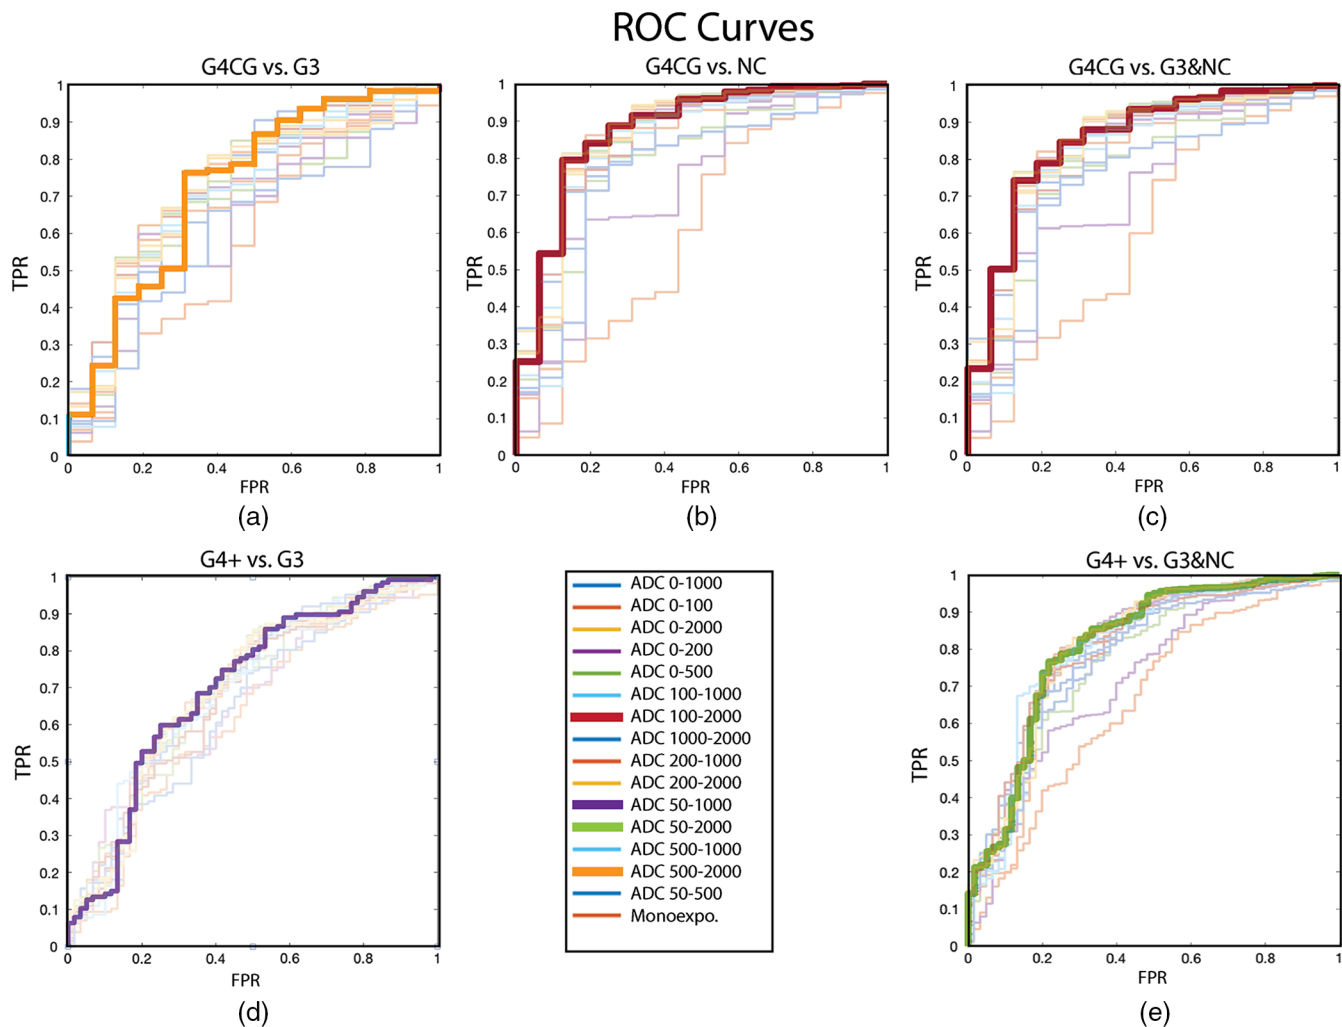 ROC Curves
G4CG vs. G3
TPR
1
0.9
0.8
0.7
0.6
0.5
0.4
0.3
0.2
0.1
0
0 0.2 0.4 0.6 0.8 1
FPR
(a)
G4CG vs. NC
TPR
1
0.9
0.8
0.7
0.6
0.5
0.4
0.3
0.2
0.1
0
0 0.2 0.4 0.6 0.8 1
FPR
(b)
G4CG vs. G3&NC
TPR
1
0.9
0.8
0.7
0.6
0.5
0.4
0.3
0.2
0.1
0
0 0.2 0.4 0.6 0.8 1
FPR
(c)
G4+ vs. G3
TPR
1
0.9
0.8
0.7
0.6
0.5
0.4
0.3
0.2
0.1
0
0 0.2 0.4 0.6 0.8 1
FPR
(d)
ADC 0-1000
ADC 0-100
ADC 0-2000
ADC 0-200
ADC 0-500
ADC 100-1000
ADC 100-2000
ADC 1000-2000
ADC 200-1000
ADC 200-2000
ADC 50-1000
ADC 50-2000
ADC 500-1000
ADC 500-2000
ADC 50-500
Monoexpo.
G4+ vs. G3&NC
TPR
1
0.9
0.8
0.7
0.6
0.5
0.4
0.3
0.2
0.1
0
0 0.2 0.4 0.6 0.8 1
FPR
(e)